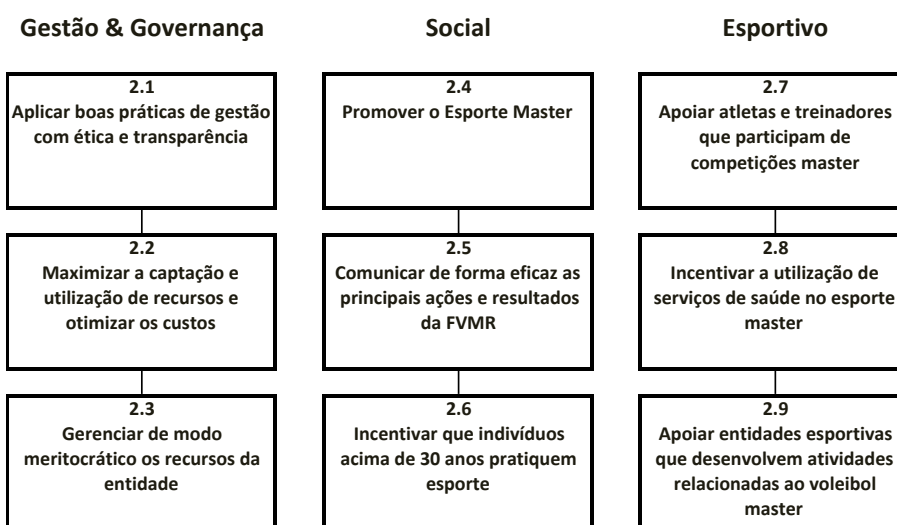 Gestão & Governança
Social
Esportivo
2.1
Aplicar boas práticas de gestão
com ética e transparência
2.4
Promover o Esporte Master
2.7
Apoiar atletas e treinadores
que participam de
competições master
2.2
Maximizar a captação e
utilização de recursos e
otimizar os custos
2.5
Comunicar de forma eficaz as
principais ações e resultados
da FVMR
2.8
Incentivar a utilização de
serviços de saúde no esporte
master
2.3
Gerenciar de modo
meritocrático os recursos da
entidade
2.6
Incentivar que indivíduos
acima de 30 anos pratiquem
esporte
2.9
Apoiar entidades esportivas
que desenvolvem atividades
relacionadas ao voleibol
master